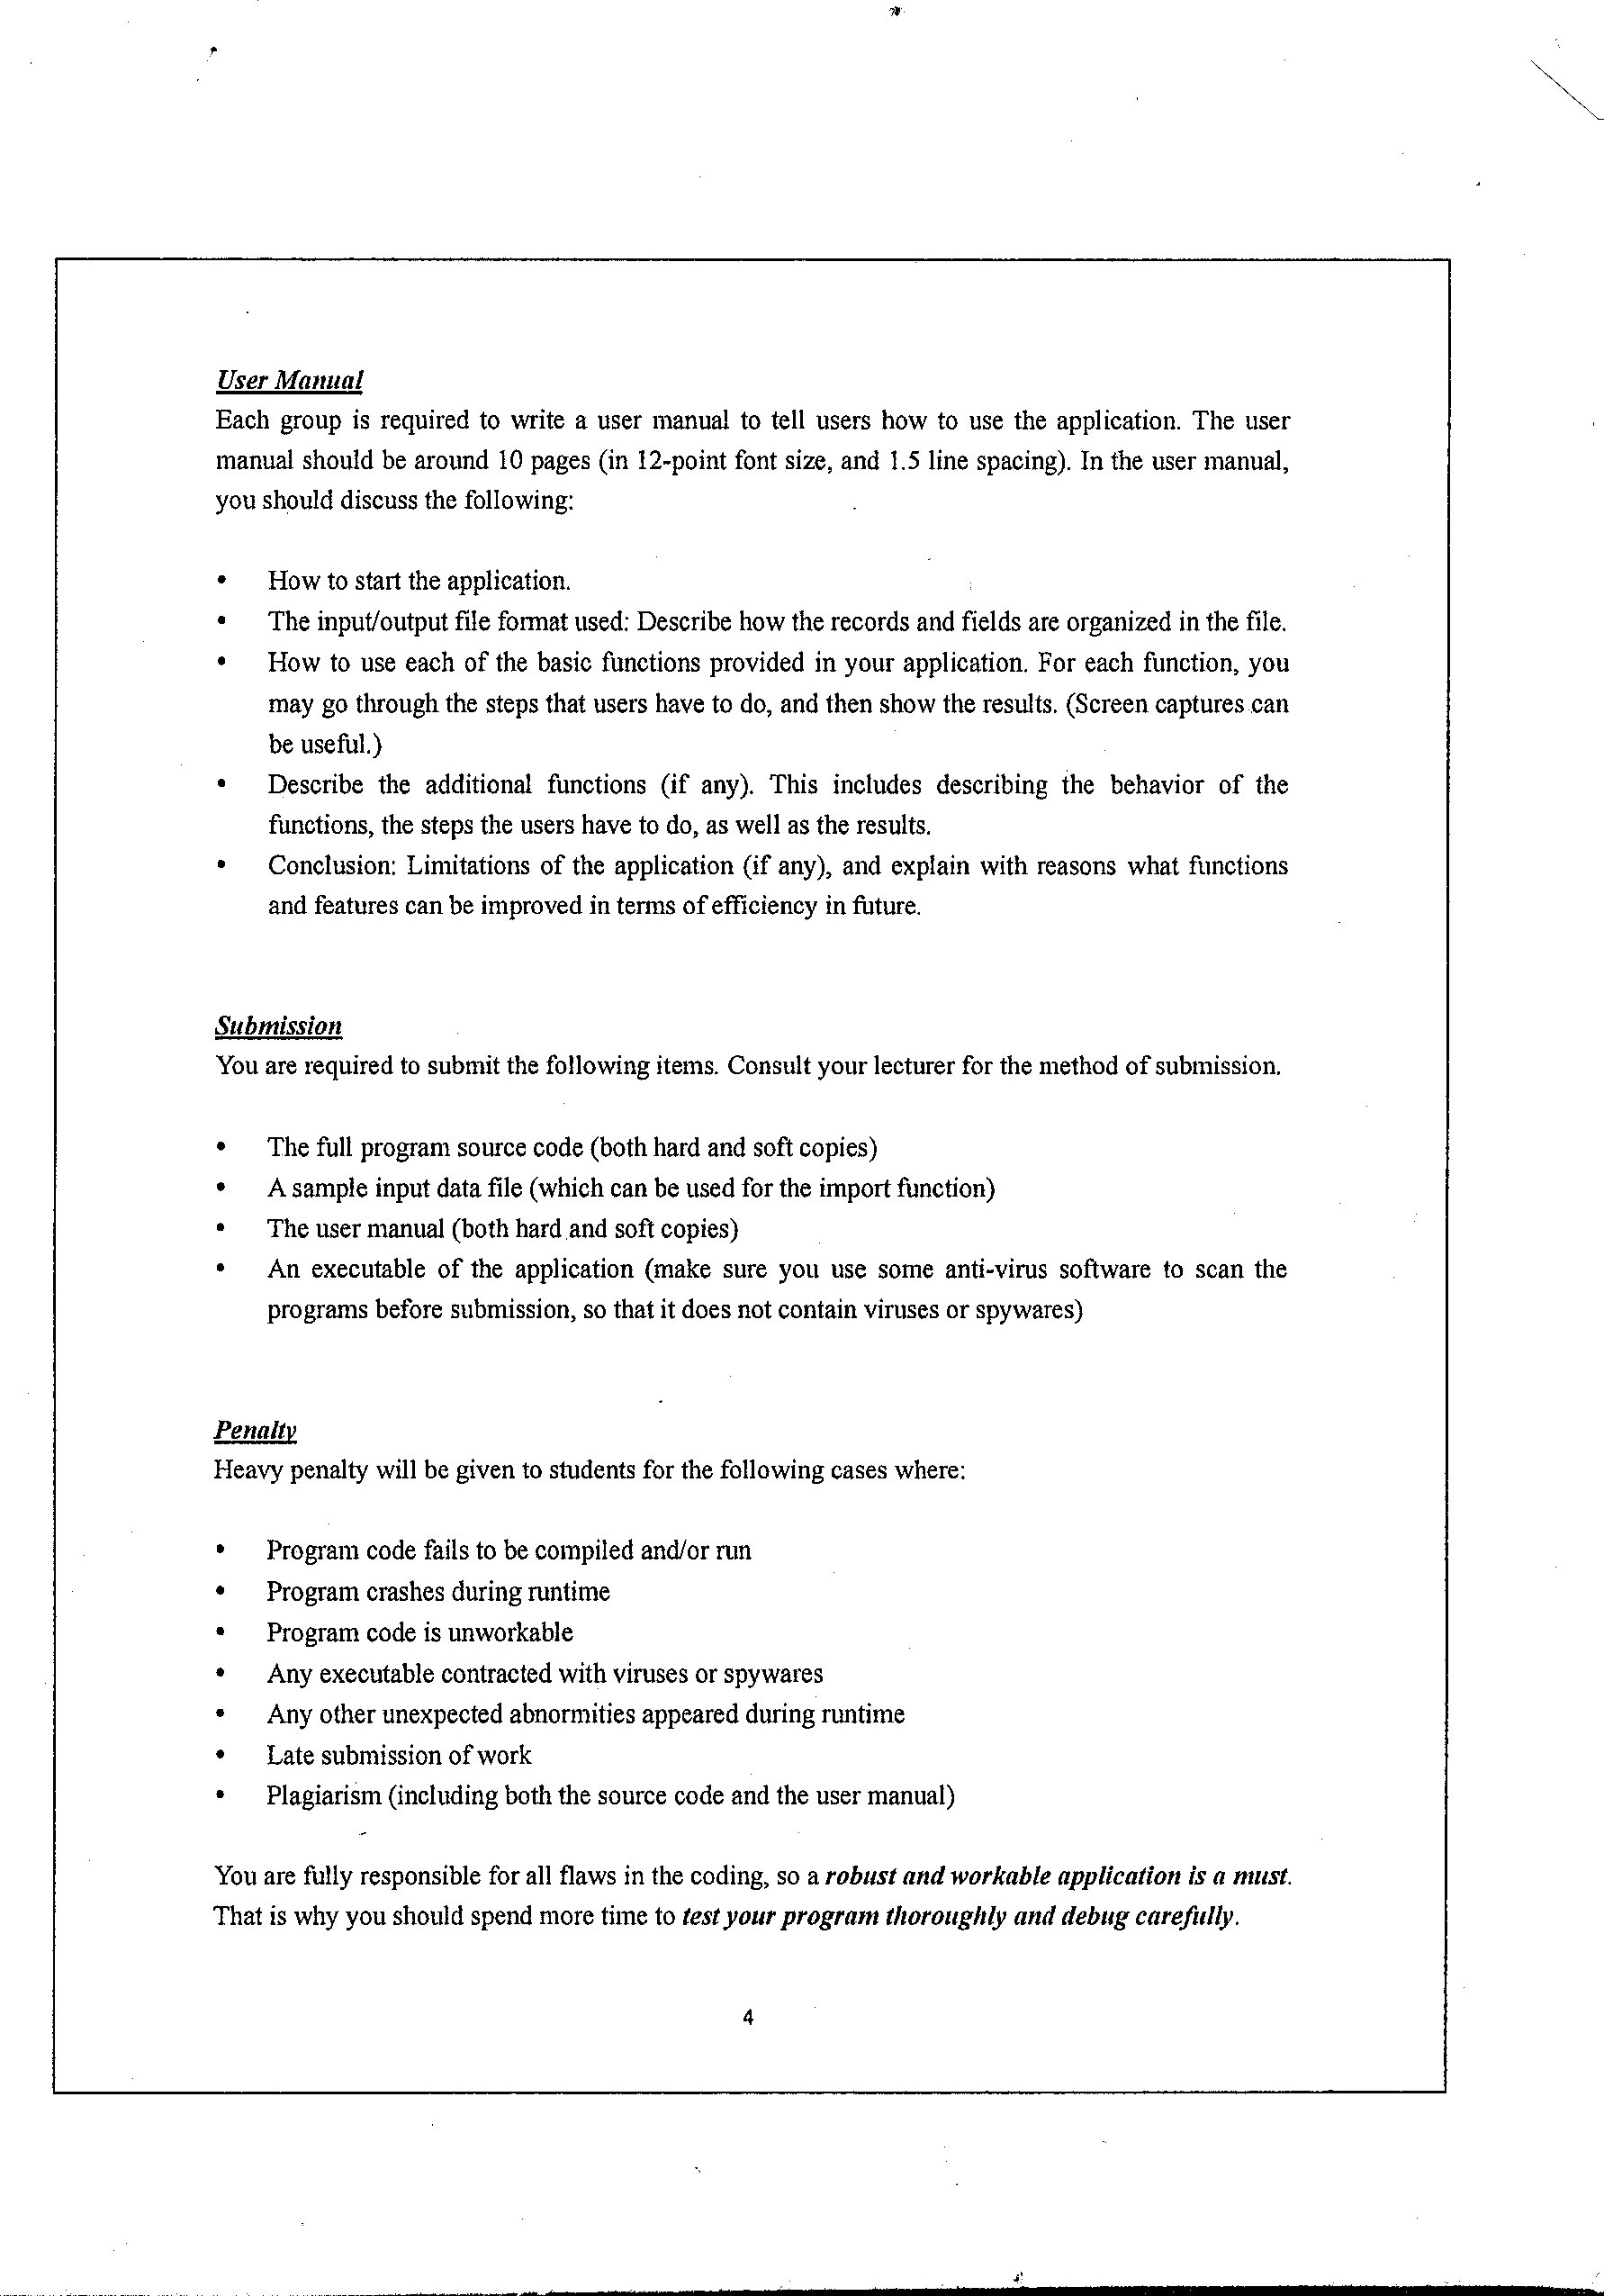 User Manual
Each group is required to write a user manual to tell users how to use the application. The user
manual should be around 10 pages (in 12-point font size, and 1.5 line spacing). In the user manual,
you should discuss the following:
• How to start the application.
• The input/output file format used: Describe how the records and fields are organized in the file.
• How to use each of the basic functions provided in your application. For each function, you
may go through the steps that users have to do, and then show the results. (Screen captures can
be useful.)
• Describe the additional functions (if any). This includes describing the behavior of the
functions, the steps the users have to do, as well as the results.
• Conclusion: Limitations of the application (if any), and explain with reasons what functions
and features can be improved in terms of efficiency in future.
Submission
You are required to submit the following items. Consult your lecturer for the method of submission.
• The full program source code (both hard and soft copies)
• A sample input data file (which can be used for the import function)
• The user manual (both hard and soft copies)
• An executable of the application (make sure you use some anti-virus software to scan the
programs before submission, so that it does not contain viruses or spywares)
Penalty
Heavy penalty will be given to students for the following cases where:
• Program code fails to be compiled and/or run
• Program crashes during runtime
• Program code is unworkable
• Any executable contracted with viruses or spywares
• Any other unexpected abnormities appeared during runtime
• Late submission of work
• Plagiarism (including both the source code and the user manual)
You are fully responsible for all flaws in the coding, so a robust and workable application is a must.
That is why you should spend more time to test your program thoroughly and debug carefully.
4